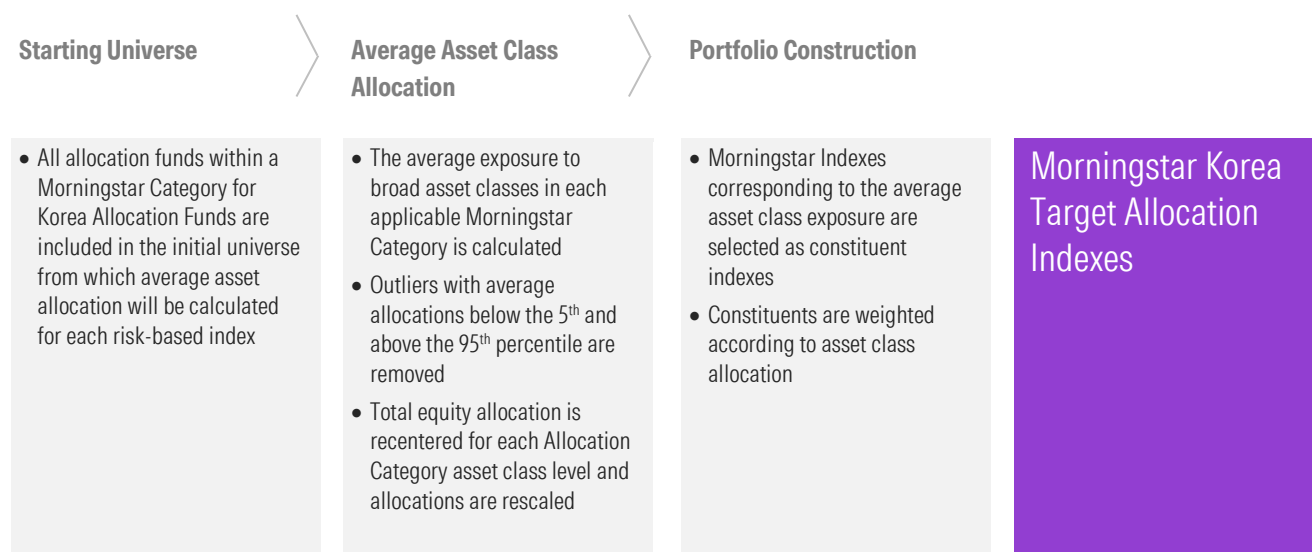 Starting Universe
Average Asset Class
Allocation
Portfolio Construction
• All allocation funds within a
Morningstar Category for
Korea Allocation Funds are
included in the initial universe
from which average asset
allocation will be calculated
for each risk-based index
• The average exposure to
broad asset classes in each
applicable Morningstar
Category is calculated
• Outliers with average
allocations below the 5th and
above the 95th percentile are
removed
• Total equity allocation is
recentered for each Allocation
Category asset class level and
allocations are rescaled
• Morningstar Indexes
corresponding to the average
asset class exposure are
selected as constituent
indexes
• Constituents are weighted
according to asset class
allocation
Morningstar Korea
Target Allocation
Indexes